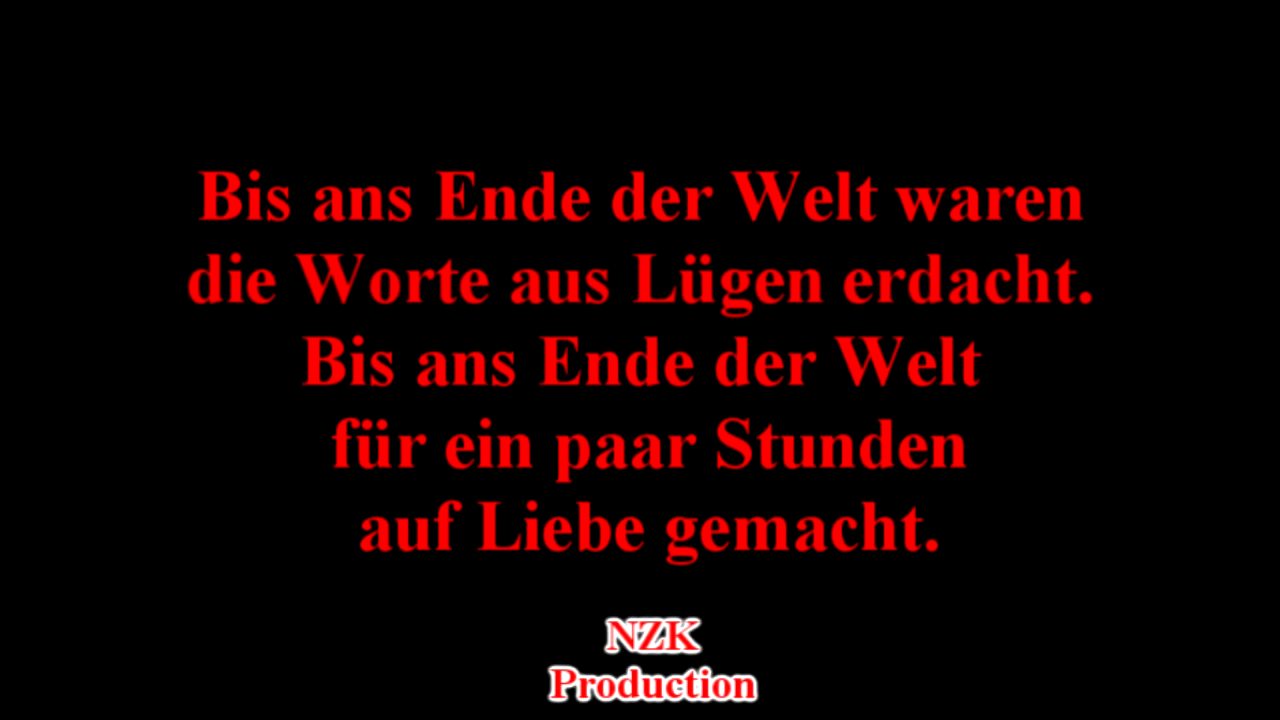 Bis ans Ende der Welt waren
die Worte aus Lügen erdacht.
Bis ans Ende der Welt
für ein paar Stunden
auf Liebe gemacht.
NZK
Production